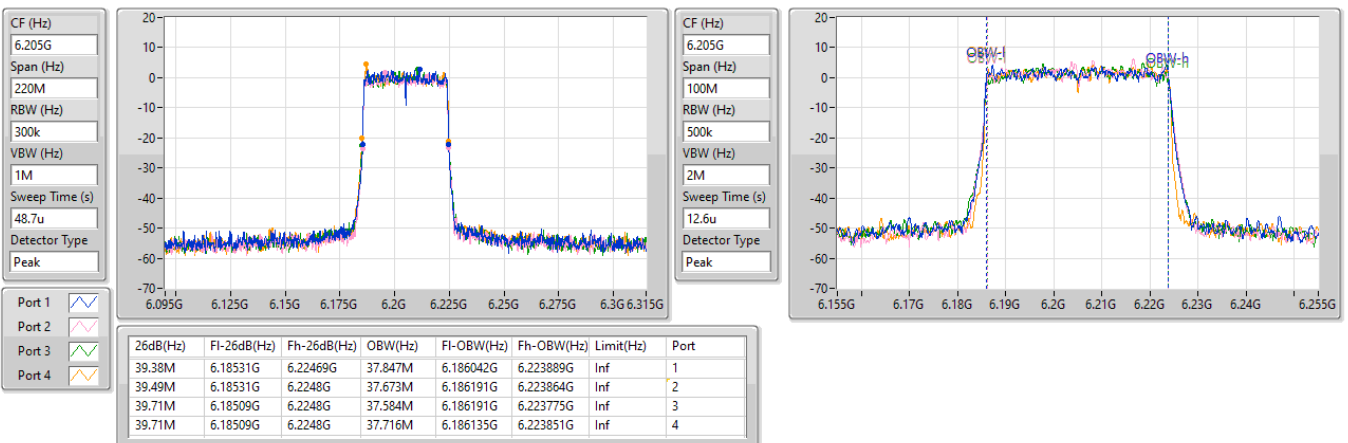 CF (Hz)
6.205G
Span (Hz)
220M
RBW (Hz)
300k
VBW (Hz)
1M
Sweep Time (s)
48.7u
Detector Type
Peak
20
10
0
-10
-20
-30
-40
-50
-60
-70
6.095G 6.125G 6.15G 6.175G 6.2G 6.225G 6.25G 6.275G 6.3G 6.315G
CF (Hz)
6.205G
Span (Hz)
100M
RBW (Hz)
500k
VBW (Hz)
2M
Sweep Time (s)
12.6u
Detector Type
Peak
20
10
0
-10
-20
-30
-40
-50
-60
-70
OBW-l OBW-h
6.155G 6.17G 6.18G 6.19G 6.2G 6.21G 6.22G 6.23G 6.24G 6.255G
Port 1
Port 2
Port 3
Port 4
26dB(Hz) Fl-26dB(Hz) Fh-26dB(Hz) OBW(Hz) Fl-OBW(Hz) Fh-OBW(Hz) Limit(Hz) Port
39.38M 6.18531G 6.22469G 37.847M 6.186042G 6.223889G Inf 1
39.49M 6.18531G 6.2248G 37.673M 6.186191G 6.223864G Inf 2
39.71M 6.18509G 6.2248G 37.584M 6.186191G 6.223775G Inf 3
39.71M 6.18509G 6.2248G 37.716M 6.186135G 6.223851G Inf 4